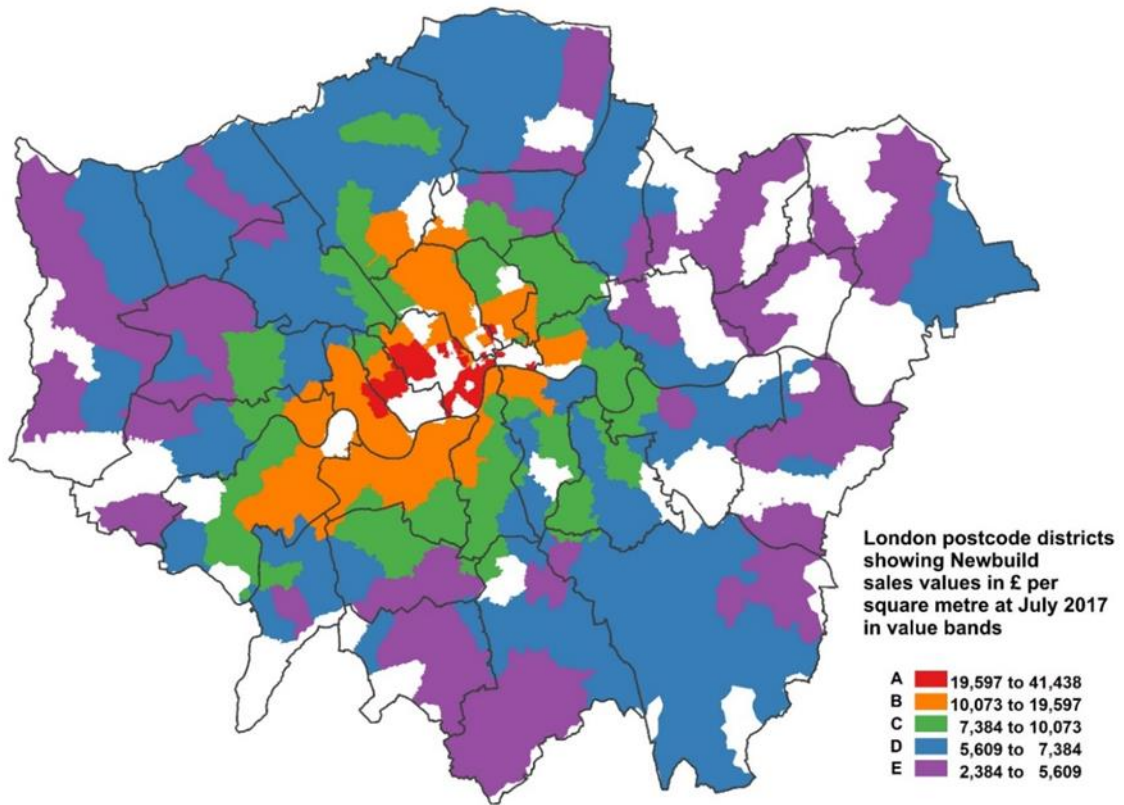 London postcode districts
showing Newbuild
sales values in £ per
square metre at July 2017
in value bands
A 19,597 to 41,438
B 10,073 to 19,597
C 7,384 to 10,073
D 5,609 to 7,384
E 2,384 to 5,609